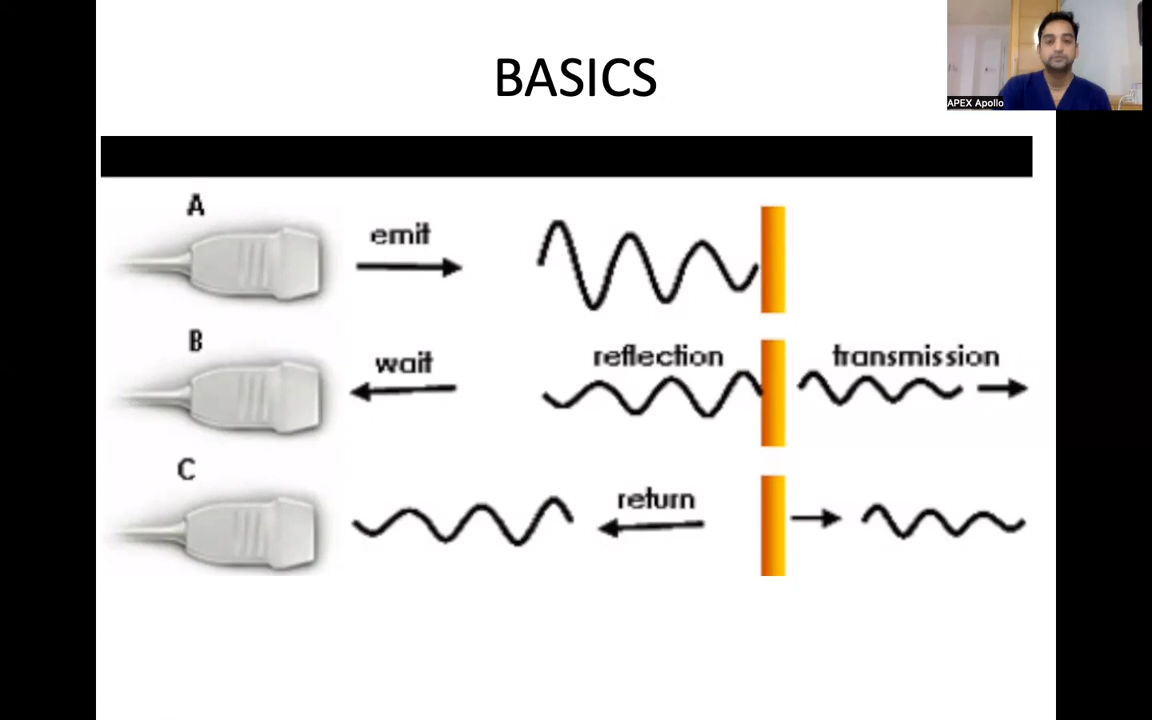 BASICS
APEX Apollo
A
emit
B
wait
reflection
transmission
C
return